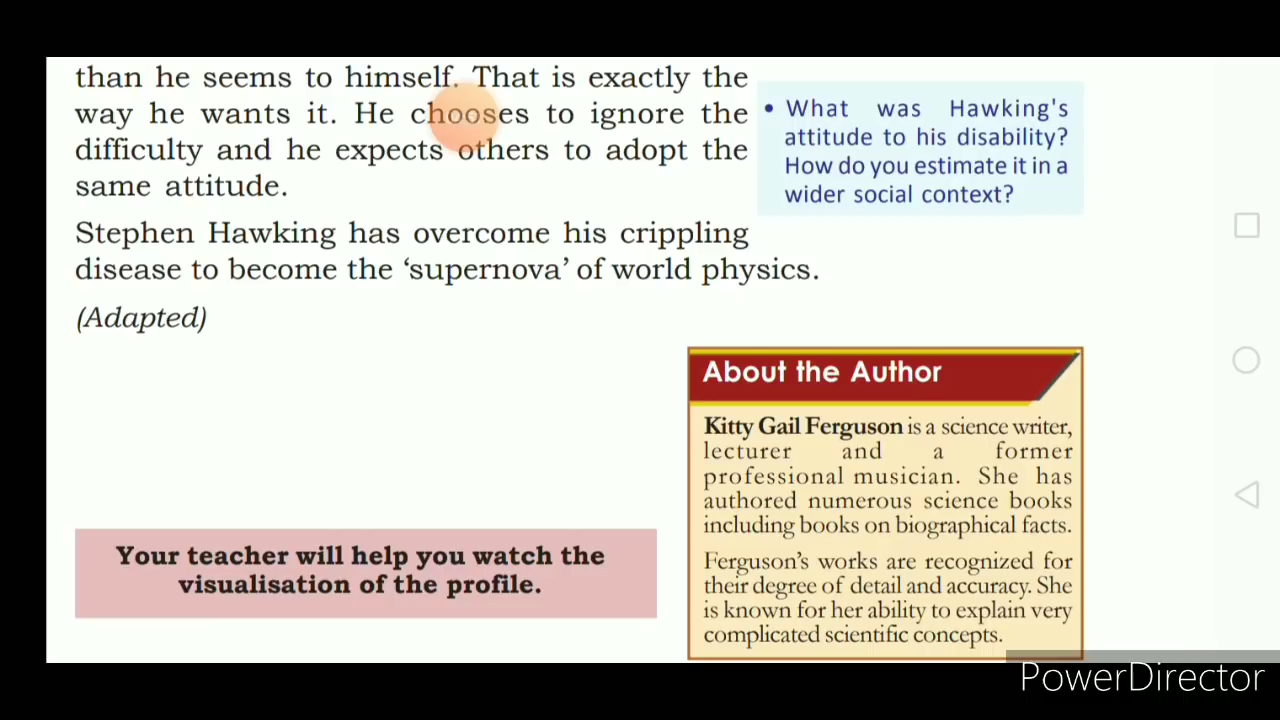 than he seems to himself. That is exactly the
way he wants it. He chooses to ignore the
difficulty and he expects others to adopt the
same attitude.
Stephen Hawking has overcome his crippling
disease to become the ‘supernova’ of world physics.
(Adapted)
• What was Hawking's
attitude to his disability?
How do you estimate it in a
wider social context?
Your teacher will help you watch the
visualisation of the profile.
About the Author
Kitty Gail Ferguson is a science writer,
lecturer and a former
professional musician. She has
authored numerous science books
including books on biographical facts.
Ferguson’s works are recognized for
their degree of detail and accuracy. She
is known for her ability to explain very
complicated scientific concepts.
PowerDirector